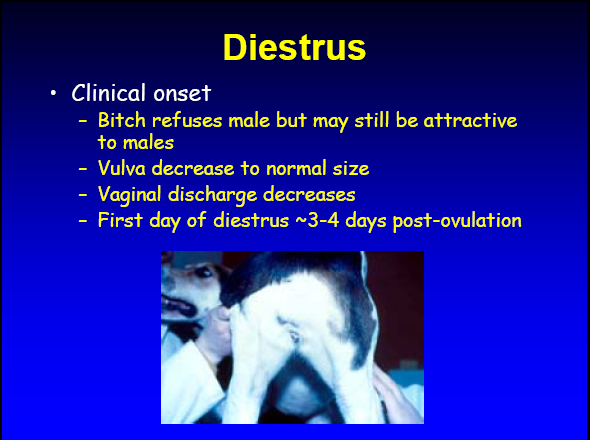 Diestrus
• Clinical onset
– Bitch refuses male but may still be attractive
to males
– Vulva decrease to normal size
– Vaginal discharge decreases
– First day of diestrus ~3-4 days post-ovulation